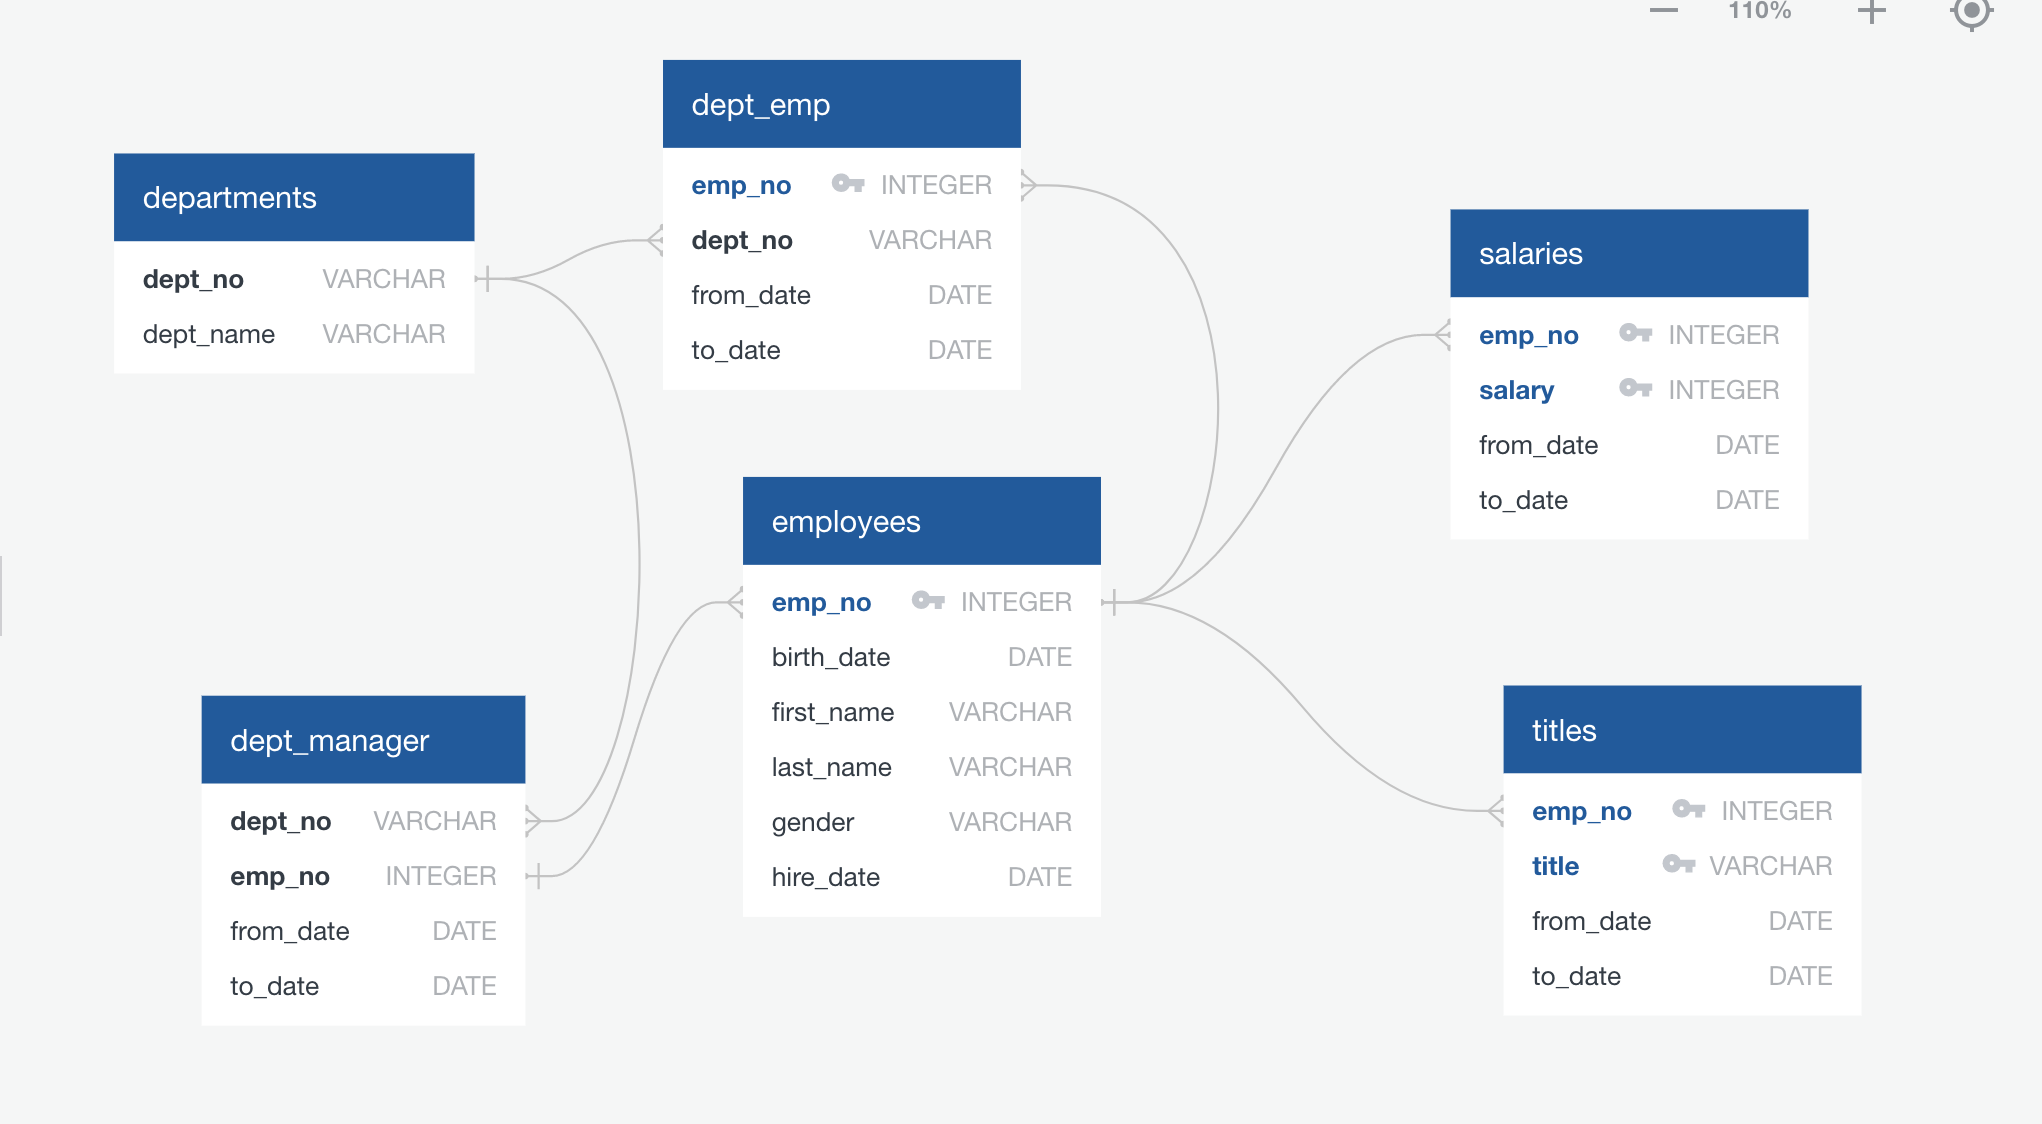 110%
dept_emp
emp_no INTEGER
dept_no VARCHAR
from_date DATE
to_date DATE
departments
dept_no VARCHAR
dept_name VARCHAR
salaries
emp_no INTEGER
salary INTEGER
from_date DATE
to_date DATE
employees
emp_no INTEGER
birth_date DATE
first_name VARCHAR
last_name VARCHAR
gender VARCHAR
hire_date DATE
dept_manager
dept_no VARCHAR
emp_no INTEGER
from_date DATE
to_date DATE
titles
emp_no INTEGER
title VARCHAR
from_date DATE
to_date DATE